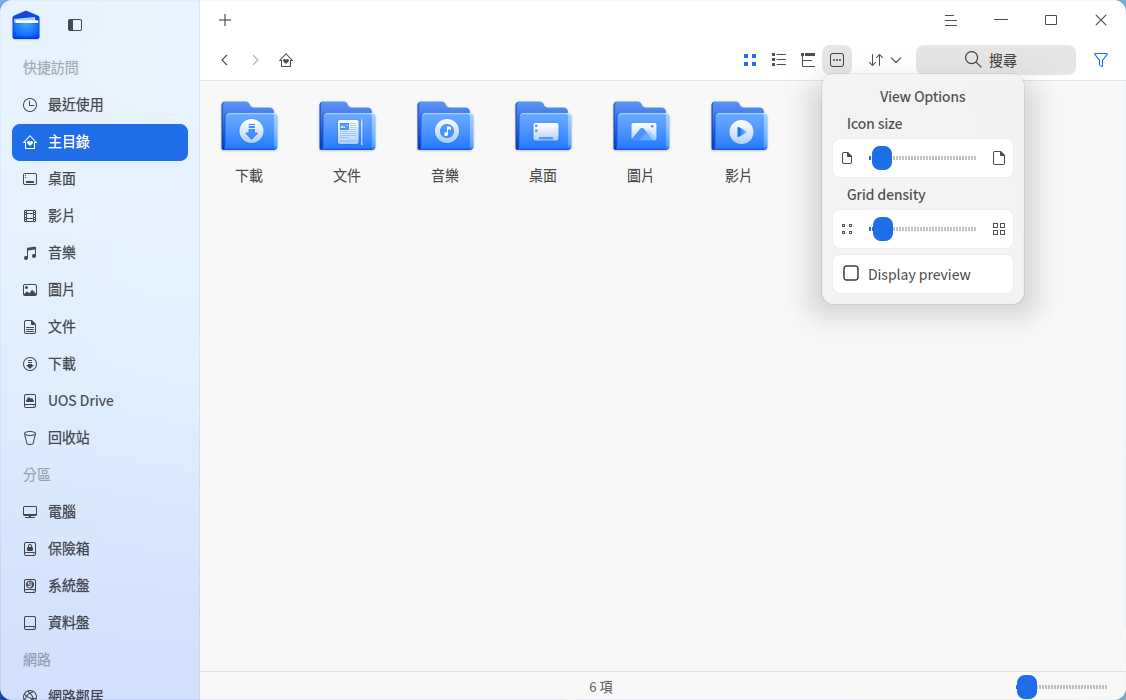 快捷訪問
最近使用
主目錄
桌面
影片
音樂
圖片
文件
下載
UOS Drive
回收站
分區
電腦
保險箱
系統盤
資料盤
網路
網路鄰居
搜尋
下載
文件
音樂
桌面
圖片
影片
View Options
Icon size
Grid density
Display preview
6 項